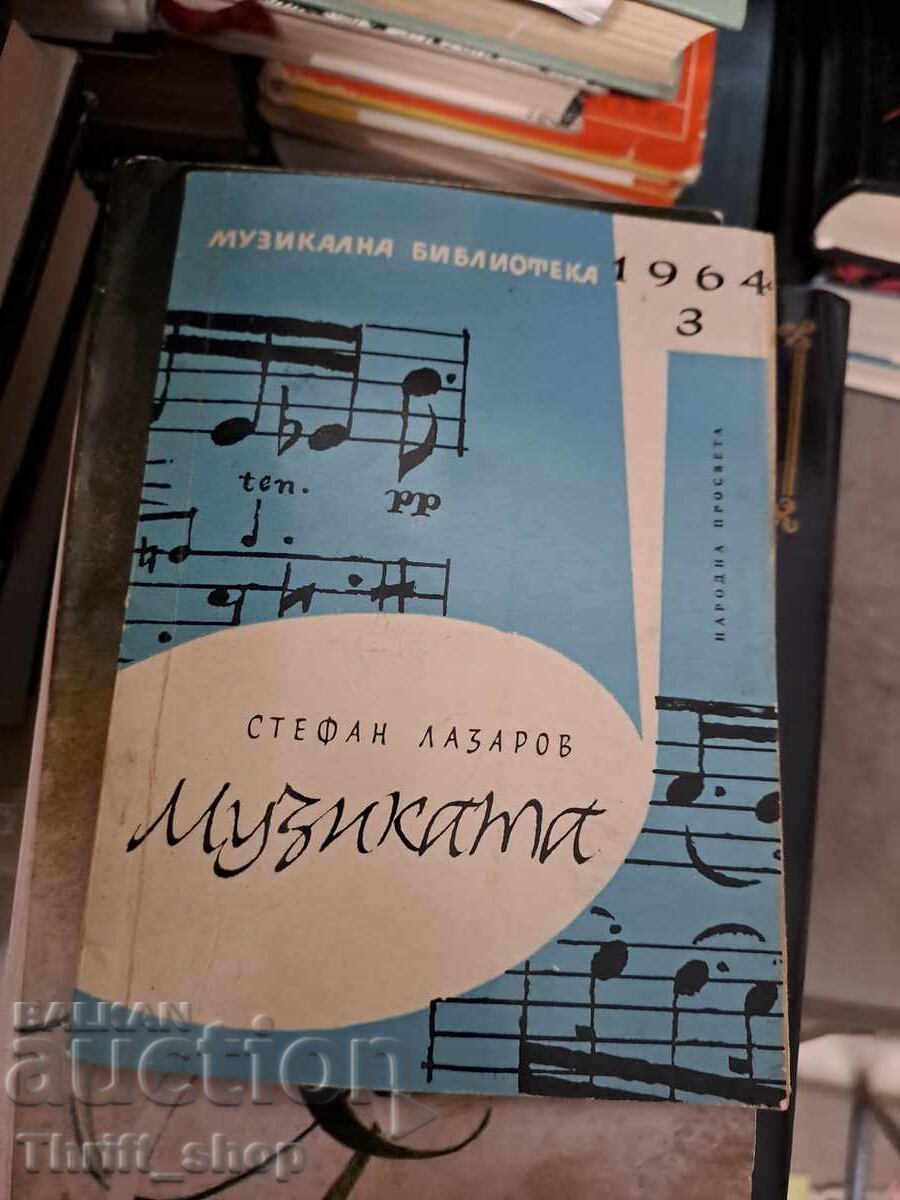 МУЗИКАЛНА БИБЛИОТЕКА
1964
3
НАРОДНА ПРОСВЕТА
ten.
pp
СТЕФАН ЛАЗАРОВ
Музиката
BALKAN
auction
Thrift_shop